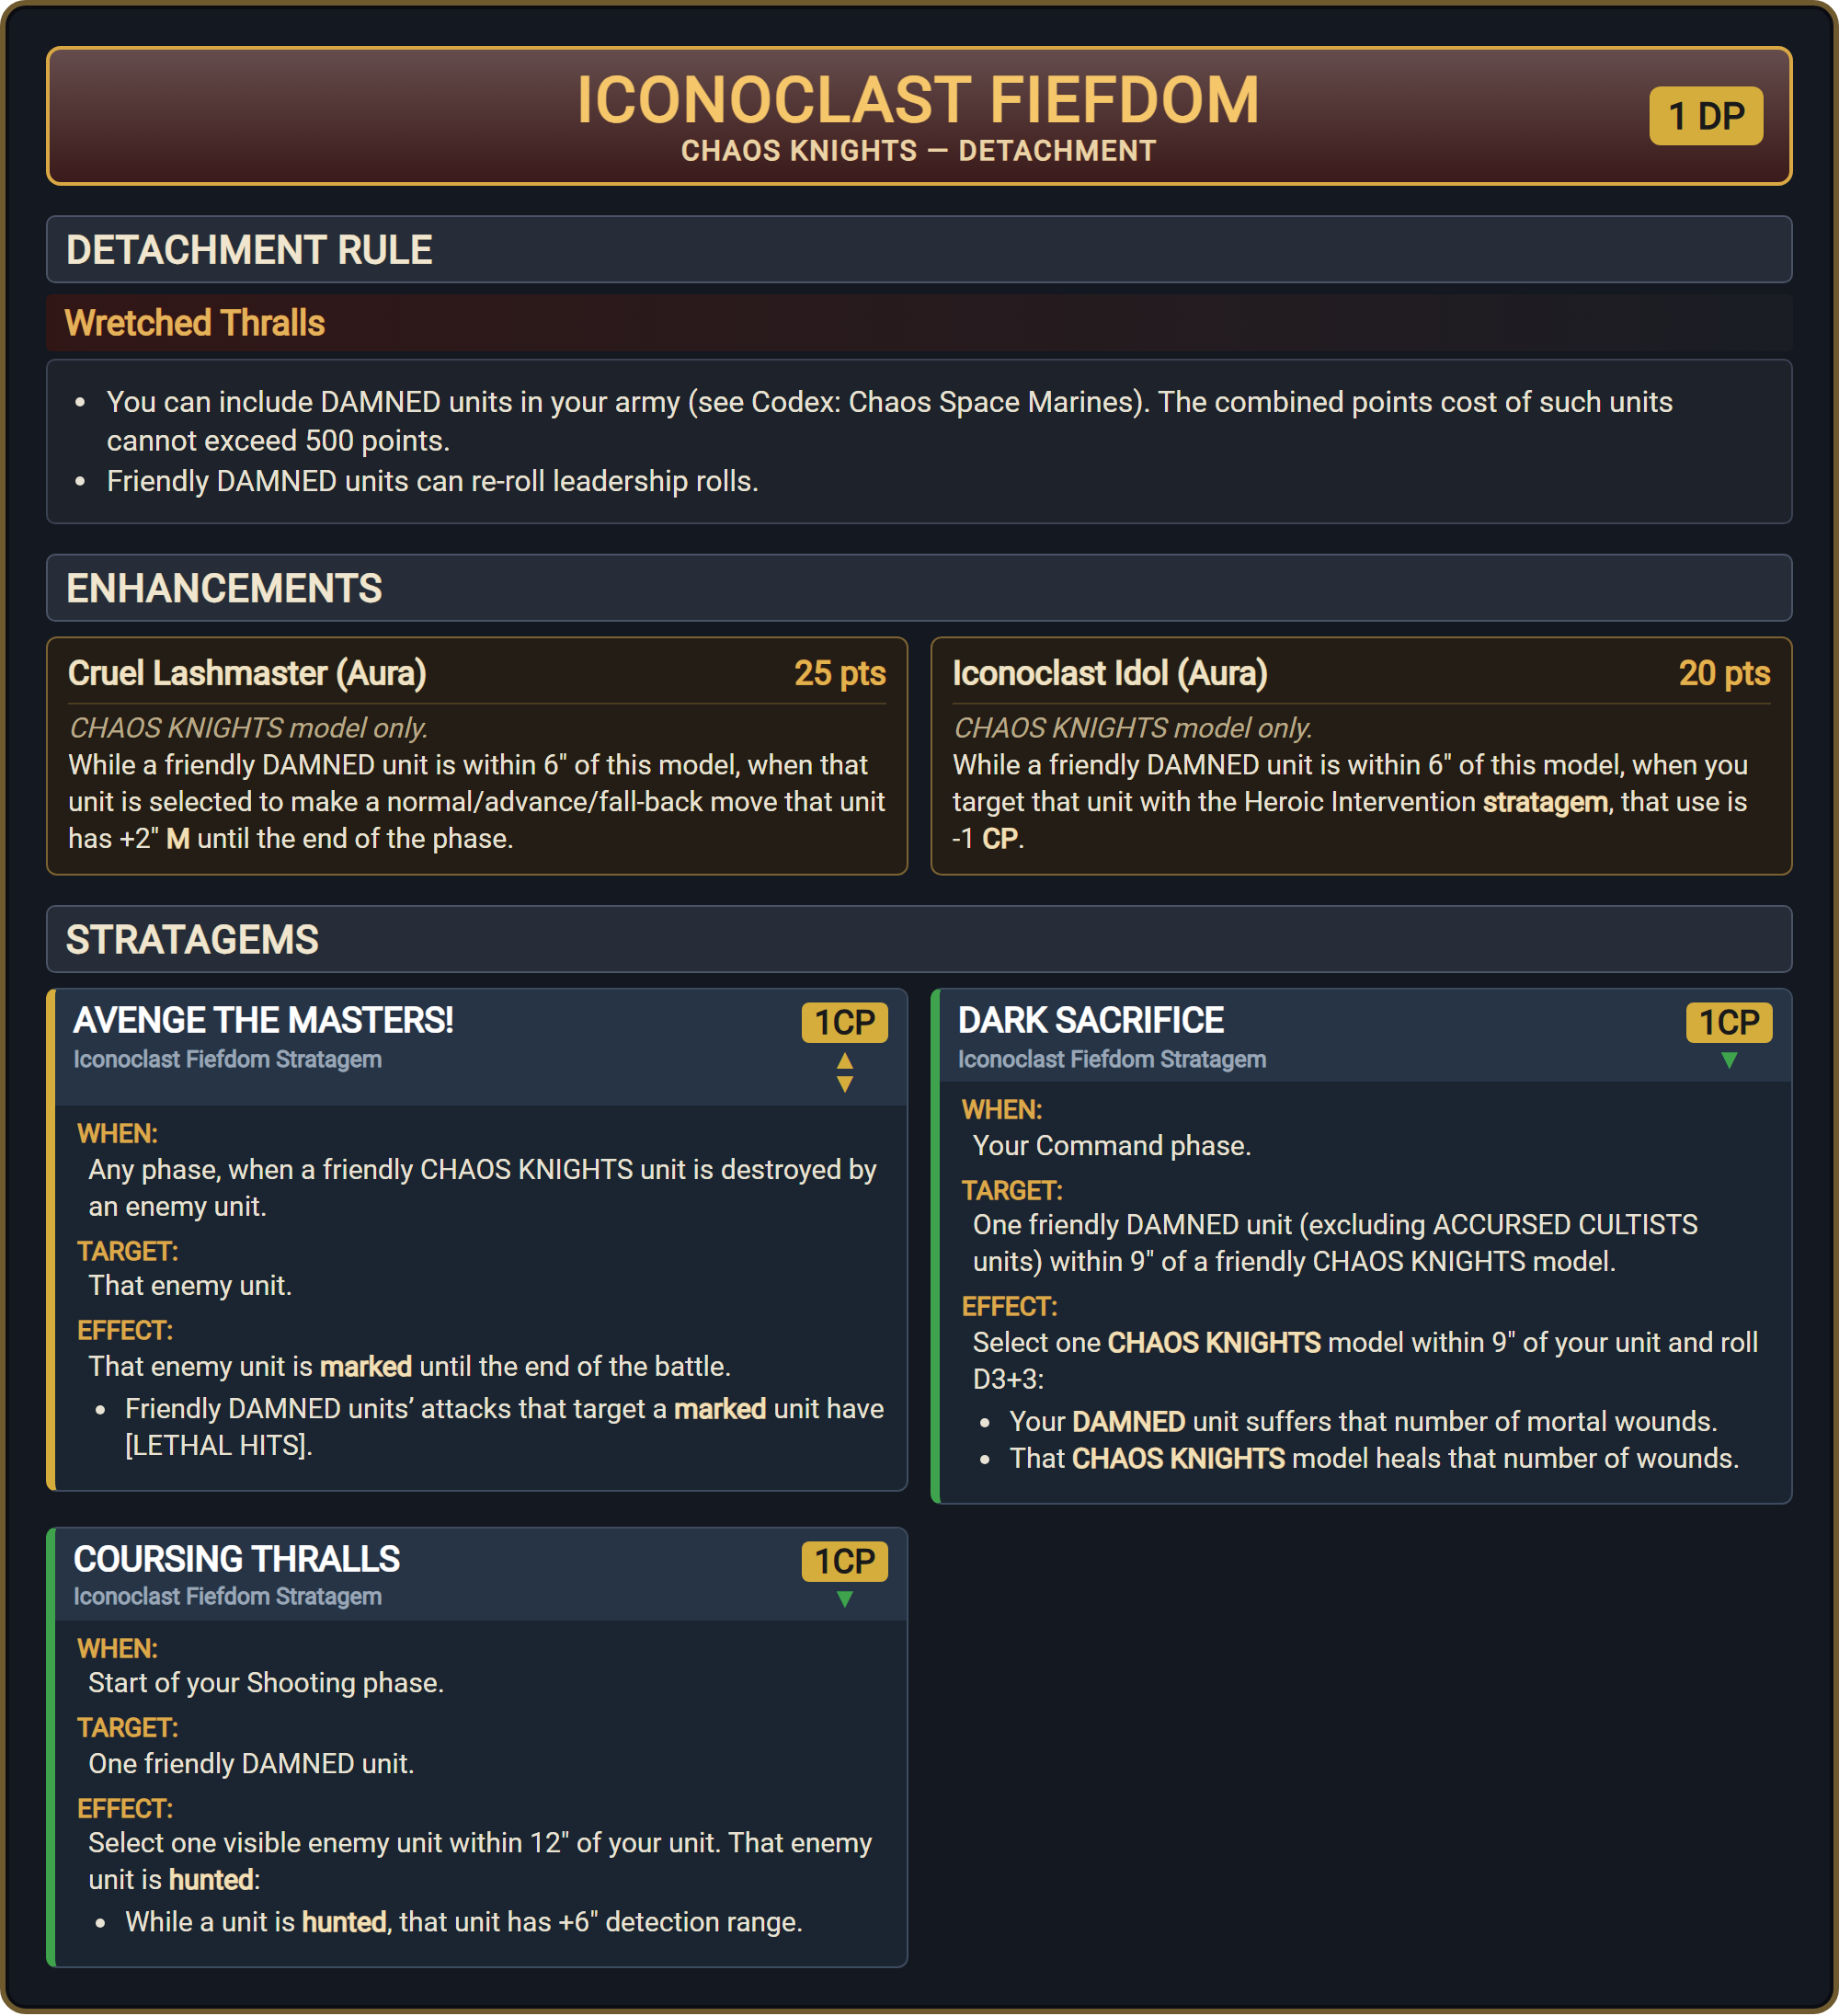 ICONOCLAST FIEFDOM
CHAOS KNIGHTS — DETACHMENT
1 DP
DETACHMENT RULE
Wretched Thralls
• You can include DAMNED units in your army (see Codex: Chaos Space Marines). The combined points cost of such units
cannot exceed 500 points.
• Friendly DAMNED units can re-roll leadership rolls.
ENHANCEMENTS
Cruel Lashmaster (Aura) 25 pts
CHAOS KNIGHTS model only.
While a friendly DAMNED unit is within 6" of this model, when that
unit is selected to make a normal/advance/fall-back move that unit
has +2" M until the end of the phase.
Iconoclast Idol (Aura) 20 pts
CHAOS KNIGHTS model only.
While a friendly DAMNED unit is within 6" of this model, when you
target that unit with the Heroic Intervention stratagem, that use is
-1 CP.
STRATAGEMS
AVENGE THE MASTERS! 1CP
Iconoclast Fiefdom Stratagem
▲
▼
WHEN:
Any phase, when a friendly CHAOS KNIGHTS unit is destroyed by
an enemy unit.
TARGET:
That enemy unit.
EFFECT:
That enemy unit is marked until the end of the battle.
• Friendly DAMNED units’ attacks that target a marked unit have
[LETHAL HITS].
DARK SACRIFICE 1CP
Iconoclast Fiefdom Stratagem ▼
WHEN:
Your Command phase.
TARGET:
One friendly DAMNED unit (excluding ACCURSED CULTISTS
units) within 9" of a friendly CHAOS KNIGHTS model.
EFFECT:
Select one CHAOS KNIGHTS model within 9" of your unit and roll
D3+3:
• Your DAMNED unit suffers that number of mortal wounds.
• That CHAOS KNIGHTS model heals that number of wounds.
COURSING THRALLS 1CP
Iconoclast Fiefdom Stratagem ▼
WHEN:
Start of your Shooting phase.
TARGET:
One friendly DAMNED unit.
EFFECT:
Select one visible enemy unit within 12" of your unit. That enemy
unit is hunted:
• While a unit is hunted, that unit has +6" detection range.